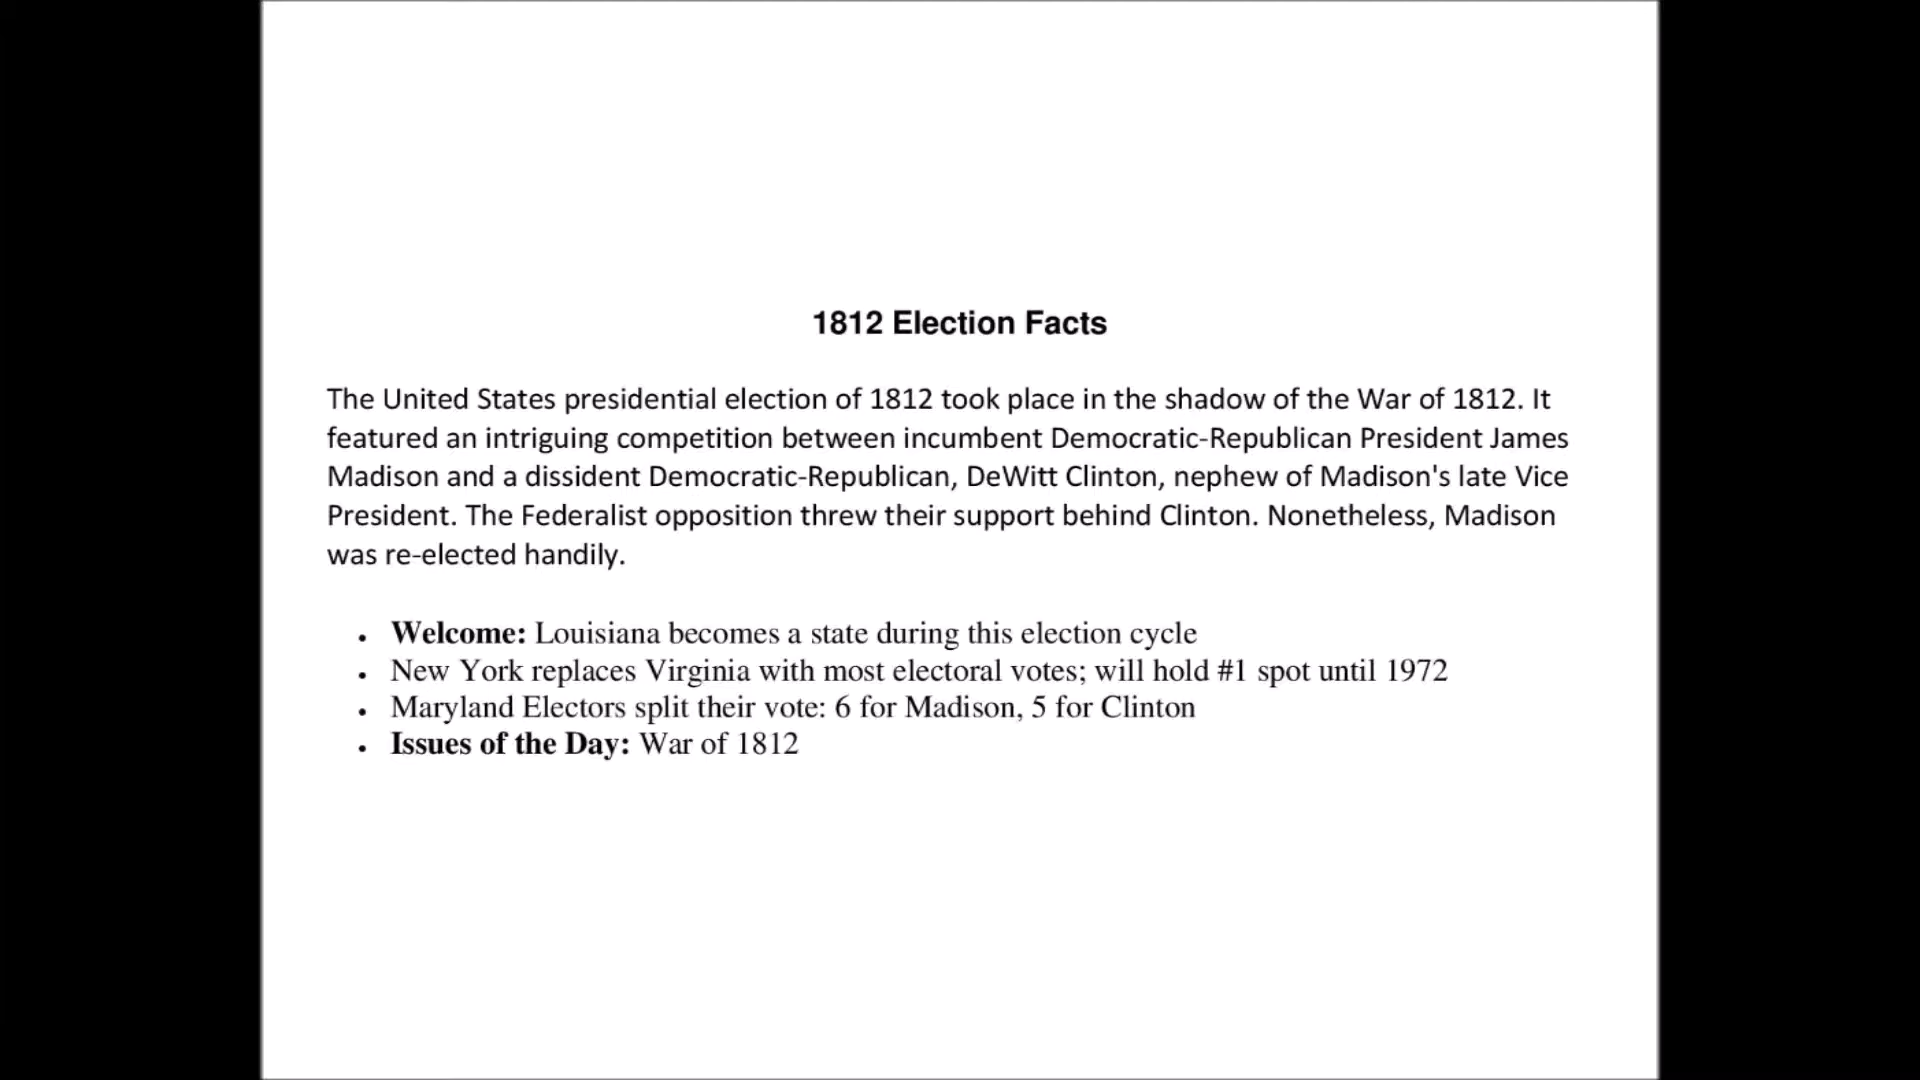 1812 Election Facts
The United States presidential election of 1812 took place in the shadow of the War of 1812. It
featured an intriguing competition between incumbent Democratic-Republican President James
Madison and a dissident Democratic-Republican, DeWitt Clinton, nephew of Madison's late Vice
President. The Federalist opposition threw their support behind Clinton. Nonetheless, Madison
was re-elected handily.
• Welcome: Louisiana becomes a state during this election cycle
• New York replaces Virginia with most electoral votes; will hold #1 spot until 1972
• Maryland Electors split their vote: 6 for Madison, 5 for Clinton
• Issues of the Day: War of 1812